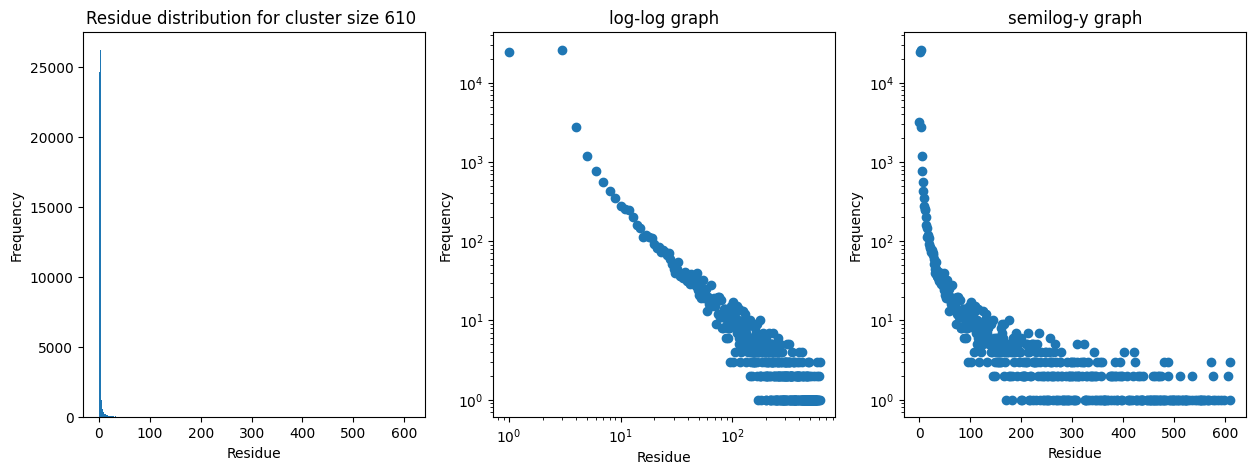 Residue distribution for cluster size 610
25000
20000
15000
10000
5000
0
Frequency
0 100 200 300 400 500 600
Residue
log-log graph
10^4
10^3
10^2
10^1
10^0
Frequency
10^0 10^1 10^2
Residue
semilog-y graph
10^4
10^3
10^2
10^1
10^0
Frequency
0 100 200 300 400 500 600
Residue